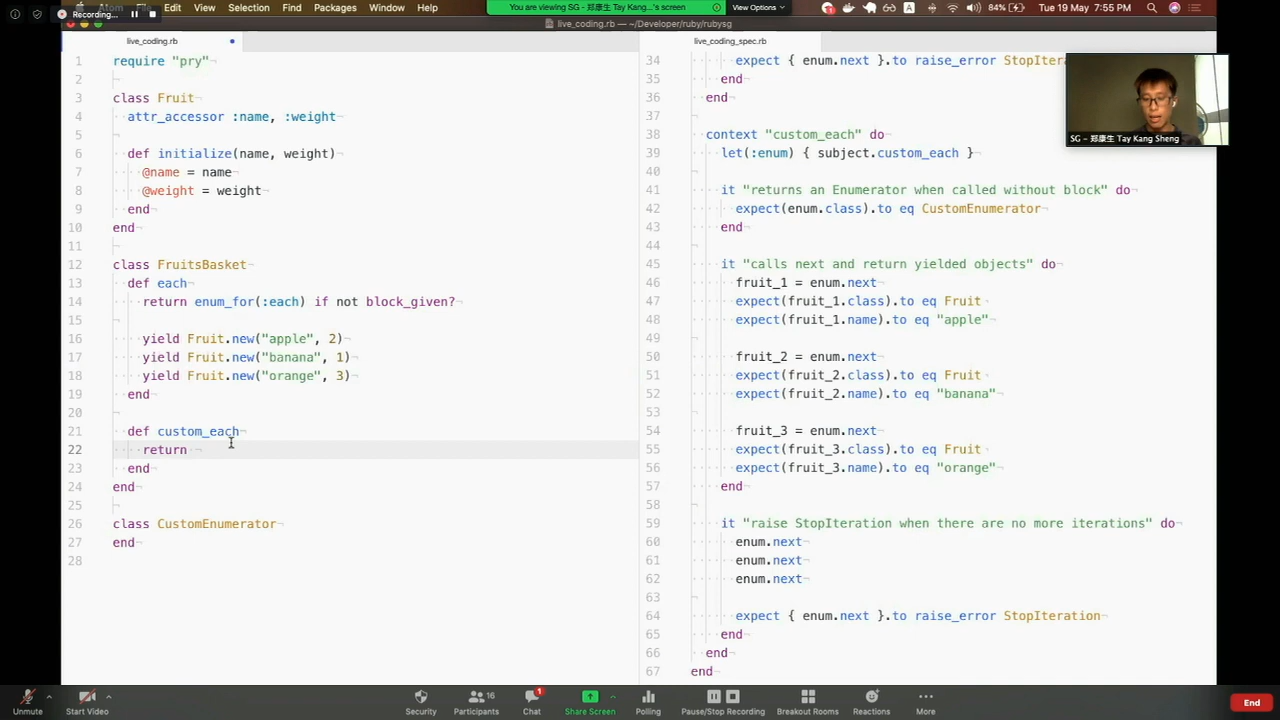 Recording...
Atom File Edit View Selection Find Packages Window Help
You are viewing SG - 郑康生 Tay Kang Sheng's screen
View Options
84%
Tue 19 May 7:55 PM
live_coding.rb — ~/Developer/ruby/rubysg
live_coding.rb
1 require "pry"
2
3 class Fruit
4 attr_accessor :name, :weight
5
6 def initialize(name, weight)
7 @name = name
8 @weight = weight
9 end
10 end
11
12 class FruitsBasket
13 def each
14 return enum_for(:each) if not block_given?
15
16 yield Fruit.new("apple", 2)
17 yield Fruit.new("banana", 1)
18 yield Fruit.new("orange", 3)
19 end
20
21 def custom_each
22 return
23 end
24 end
25
26 class CustomEnumerator
27 end
28
live_coding_spec.rb
34 expect { enum.next }.to raise_error StopItera
35 end
36 end
37
38 context "custom_each" do
39 let(:enum) { subject.custom_each }
40
41 it "returns an Enumerator when called without block" do
42 expect(enum.class).to eq CustomEnumerator
43 end
44
45 it "calls next and return yielded objects" do
46 fruit_1 = enum.next
47 expect(fruit_1.class).to eq Fruit
48 expect(fruit_1.name).to eq "apple"
49
50 fruit_2 = enum.next
51 expect(fruit_2.class).to eq Fruit
52 expect(fruit_2.name).to eq "banana"
53
54 fruit_3 = enum.next
55 expect(fruit_3.class).to eq Fruit
56 expect(fruit_3.name).to eq "orange"
57 end
58
59 it "raise StopIteration when there are no more iterations" do
60 enum.next
61 enum.next
62 enum.next
63
64 expect { enum.next }.to raise_error StopIteration
65 end
66 end
67 end
SG - 郑康生 Tay Kang Sheng
Unmute
Start Video
Security
Participants 16
Chat 1
Share Screen
Polling
Pause/Stop Recording
Breakout Rooms
Reactions
More
End